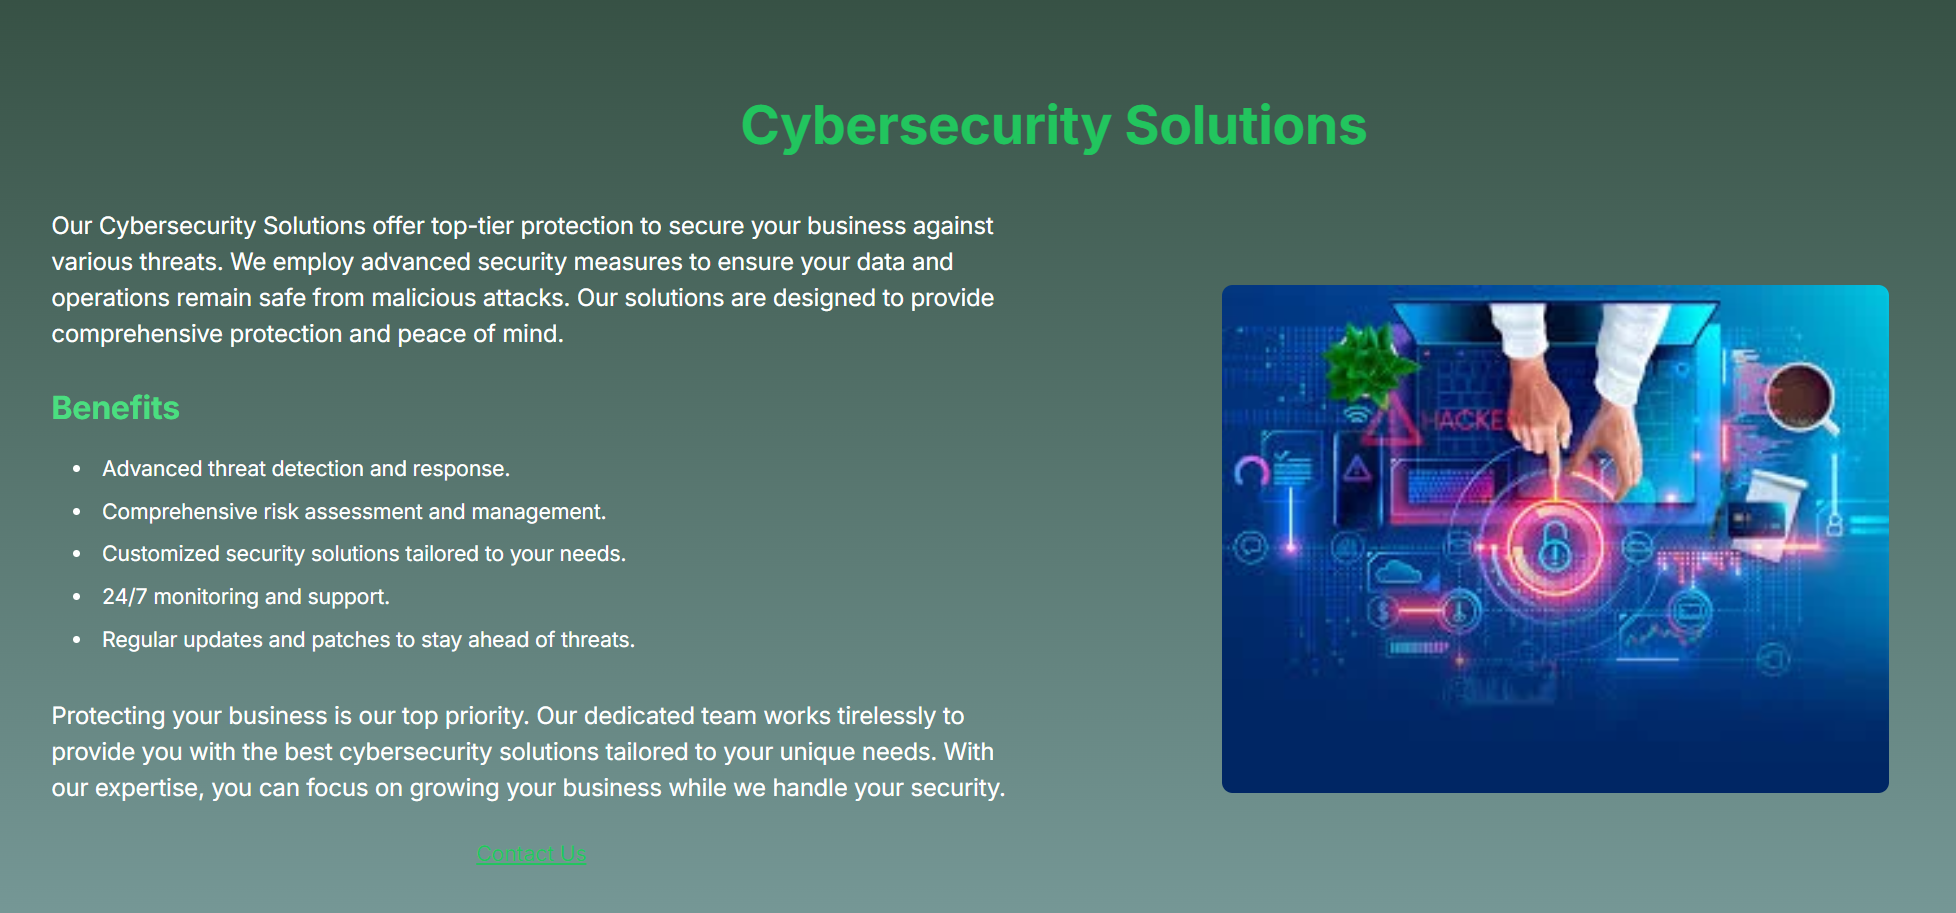 Cybersecurity Solutions
Our Cybersecurity Solutions offer top-tier protection to secure your business against
various threats. We employ advanced security measures to ensure your data and
operations remain safe from malicious attacks. Our solutions are designed to provide
comprehensive protection and peace of mind.
Benefits
• Advanced threat detection and response.
• Comprehensive risk assessment and management.
• Customized security solutions tailored to your needs.
• 24/7 monitoring and support.
• Regular updates and patches to stay ahead of threats.
Protecting your business is our top priority. Our dedicated team works tirelessly to
provide you with the best cybersecurity solutions tailored to your unique needs. With
our expertise, you can focus on growing your business while we handle your security.
Contact Us
HACKE